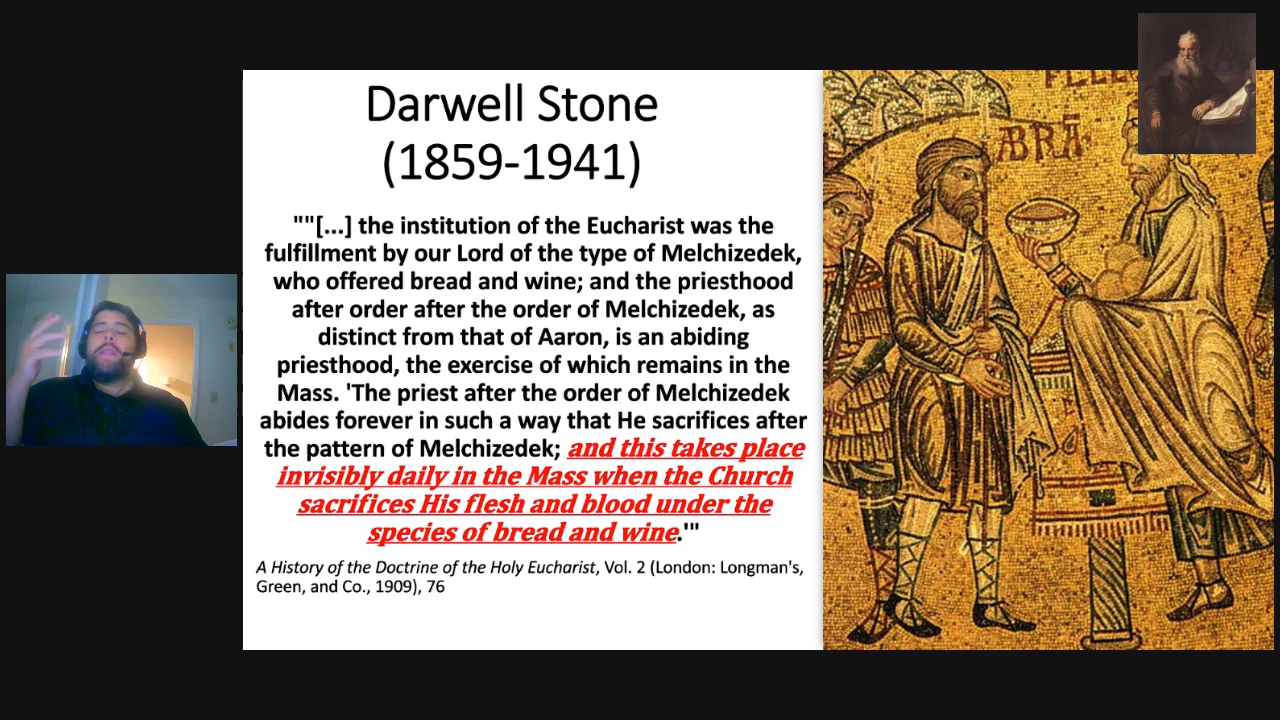 Darwell Stone
(1859-1941)
""[...] the institution of the Eucharist was the
fulfillment by our Lord of the type of Melchizedek,
who offered bread and wine; and the priesthood
after order after the order of Melchizedek, as
distinct from that of Aaron, is an abiding
priesthood, the exercise of which remains in the
Mass. 'The priest after the order of Melchizedek
abides forever in such a way that He sacrifices after
the pattern of Melchizedek; and this takes place
invisibly daily in the Mass when the Church
sacrifices His flesh and blood under the
species of bread and wine.'"
A History of the Doctrine of the Holy Eucharist, Vol. 2 (London: Longman's,
Green, and Co., 1909), 76
ABRĀ